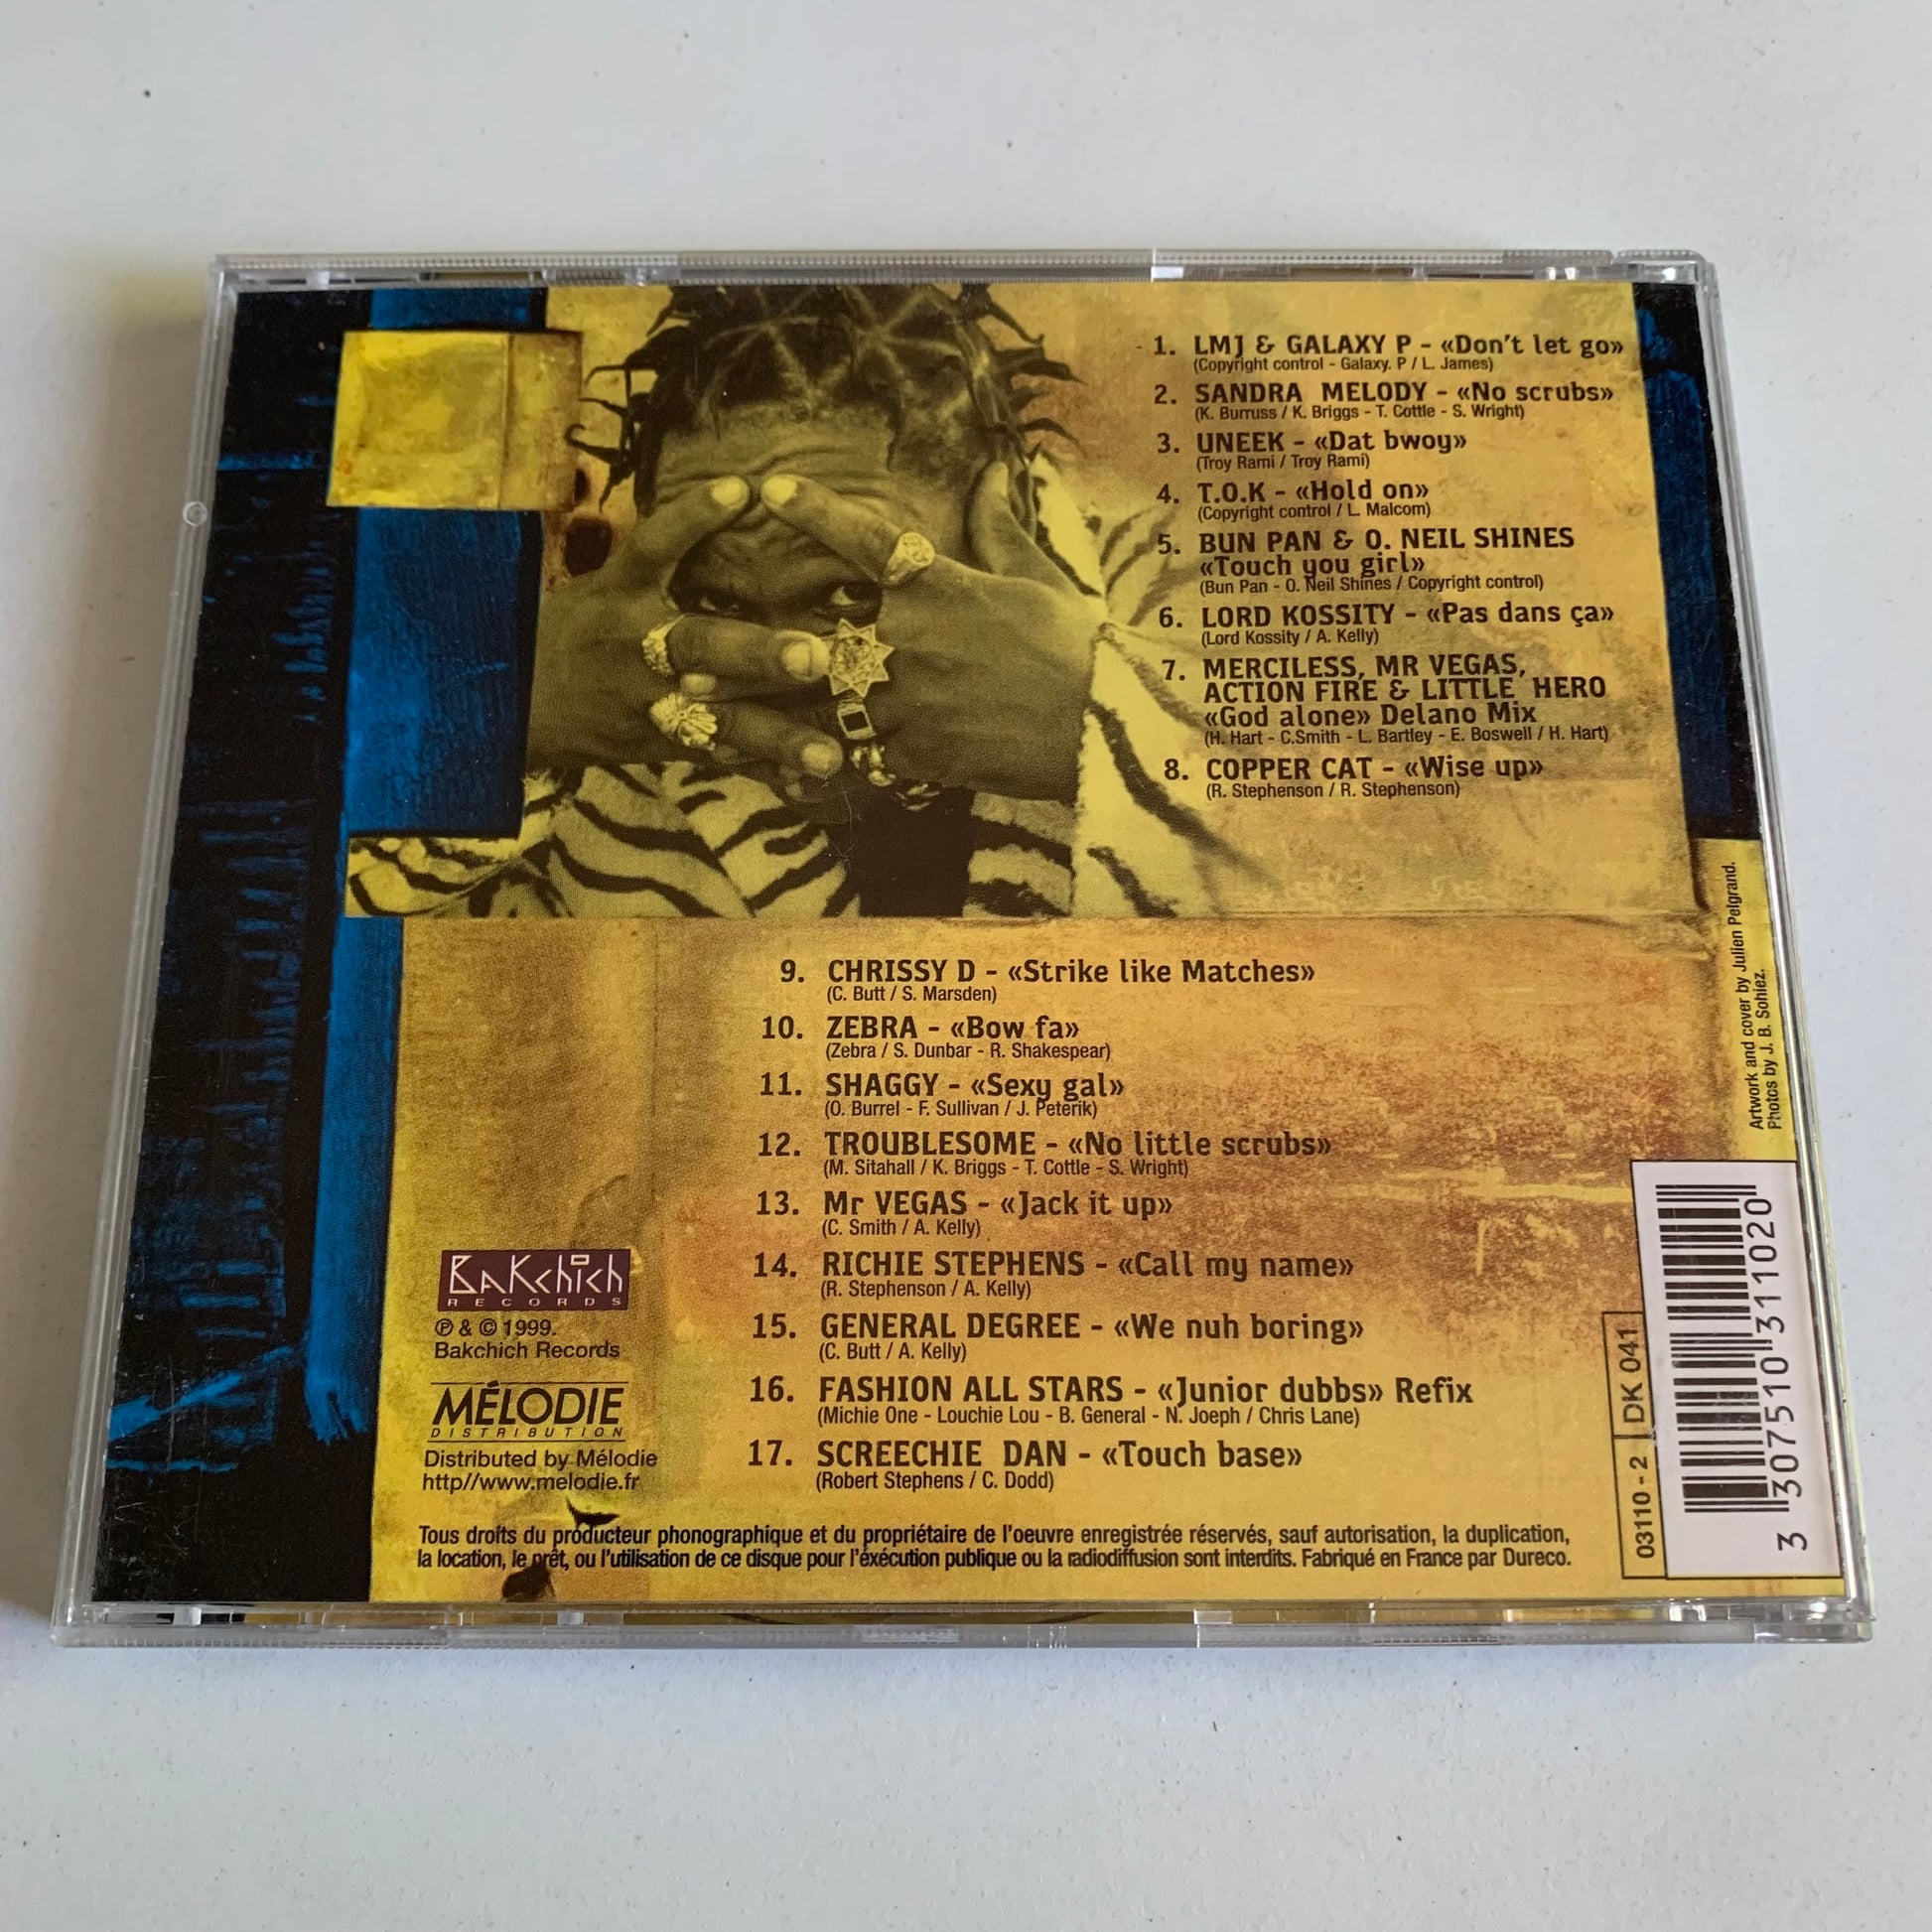 1. LMJ & GALAXY P - «Don't let go»
(Copyright control - Galaxy. P / L. James)
2. SANDRA MELODY - «No scrubs»
(K. Burruss / K. Briggs - T. Cottle - S. Wright)
3. UNEEK - «Dat bwoy»
(Troy Rami / Troy Rami)
4. T.O.K - «Hold on»
(Copyright control / L. Malcom)
5. BUN PAN & O. NEIL SHINES
«Touch you girl»
(Bun Pan - O. Neil Shines / Copyright control)
6. LORD KOSSITY - «Pas dans ça»
(Lord Kossity / A. Kelly)
7. MERCILESS, MR VEGAS,
ACTION FIRE & LITTLE HERO
«God alone» Delano Mix
(H. Hart - C.Smith - L. Bartley - E. Boswell / H. Hart)
8. COPPER CAT - «Wise up»
(R. Stephenson / R. Stephenson)
9. CHRISSY D - «Strike like Matches»
(C. Butt / S. Marsden)
10. ZEBRA - «Bow fa»
(Zebra / S. Dunbar - R. Shakespear)
11. SHAGGY - «Sexy gal»
(O. Burrel - F. Sullivan / J. Peterik)
12. TROUBLESOME - «No little scrubs»
(M. Sitahall / K. Briggs - T. Cottle - S. Wright)
13. Mr VEGAS - «Jack it up»
(C. Smith / A. Kelly)
14. RICHIE STEPHENS - «Call my name»
(R. Stephenson / A. Kelly)
15. GENERAL DEGREE - «We nuh boring»
(C. Butt / A. Kelly)
16. FASHION ALL STARS - «Junior dubbs» Refix
(Michie One - Louchie Lou - B. General - N. Joeph / Chris Lane)
17. SCREECHIE DAN - «Touch base»
(Robert Stephens / C. Dodd)
BAKchich
RECORDS
℗ & © 1999.
Bakchich Records
MÉLODIE
DISTRIBUTION
Distributed by Mélodie
http//www.melodie.fr
Tous droits du producteur phonographique et du propriétaire de l'oeuvre enregistrée réservés, sauf autorisation, la duplication,
la location, le prêt, ou l'utilisation de ce disque pour l'éxécution publique ou la radiodiffusion sont interdits. Fabriqué en France par Dureco.
Artwork and cover by Julien Pelgrand.
Photos by J. B. Sohiez.
03110 - 2 DK 041
3 307510 311020